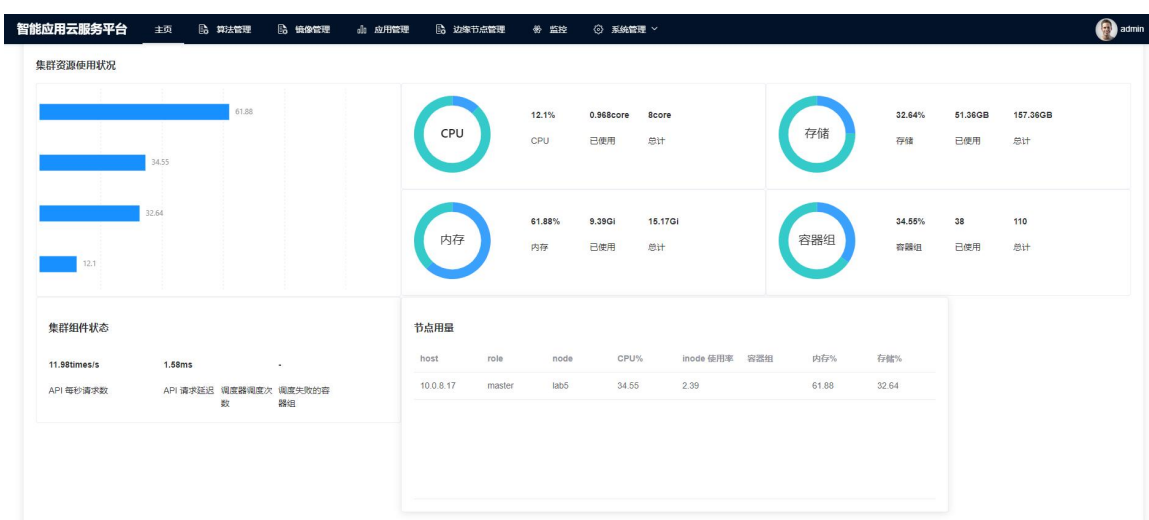 智能应用云服务平台 主页 算法管理 镜像管理 应用管理 边缘节点管理 监控 系统管理 admin
集群资源使用状况
61.88
34.55
32.64
12.1
CPU
12.1% 0.968core 8core
CPU 已使用 总计
存储
32.64% 51.36GB 157.36GB
存储 已使用 总计
内存
61.88% 9.39Gi 15.17Gi
内存 已使用 总计
容器组
34.55% 38 110
容器组 已使用 总计
集群组件状态
11.98times/s 1.58ms -
API 每秒请求数 API 请求延迟 调度器调度次数 调度失败的容器组
节点用量
host role node CPU% inode 使用率 容器组 内存% 存储%
10.0.8.17 master lab5 34.55 2.39 61.88 32.64